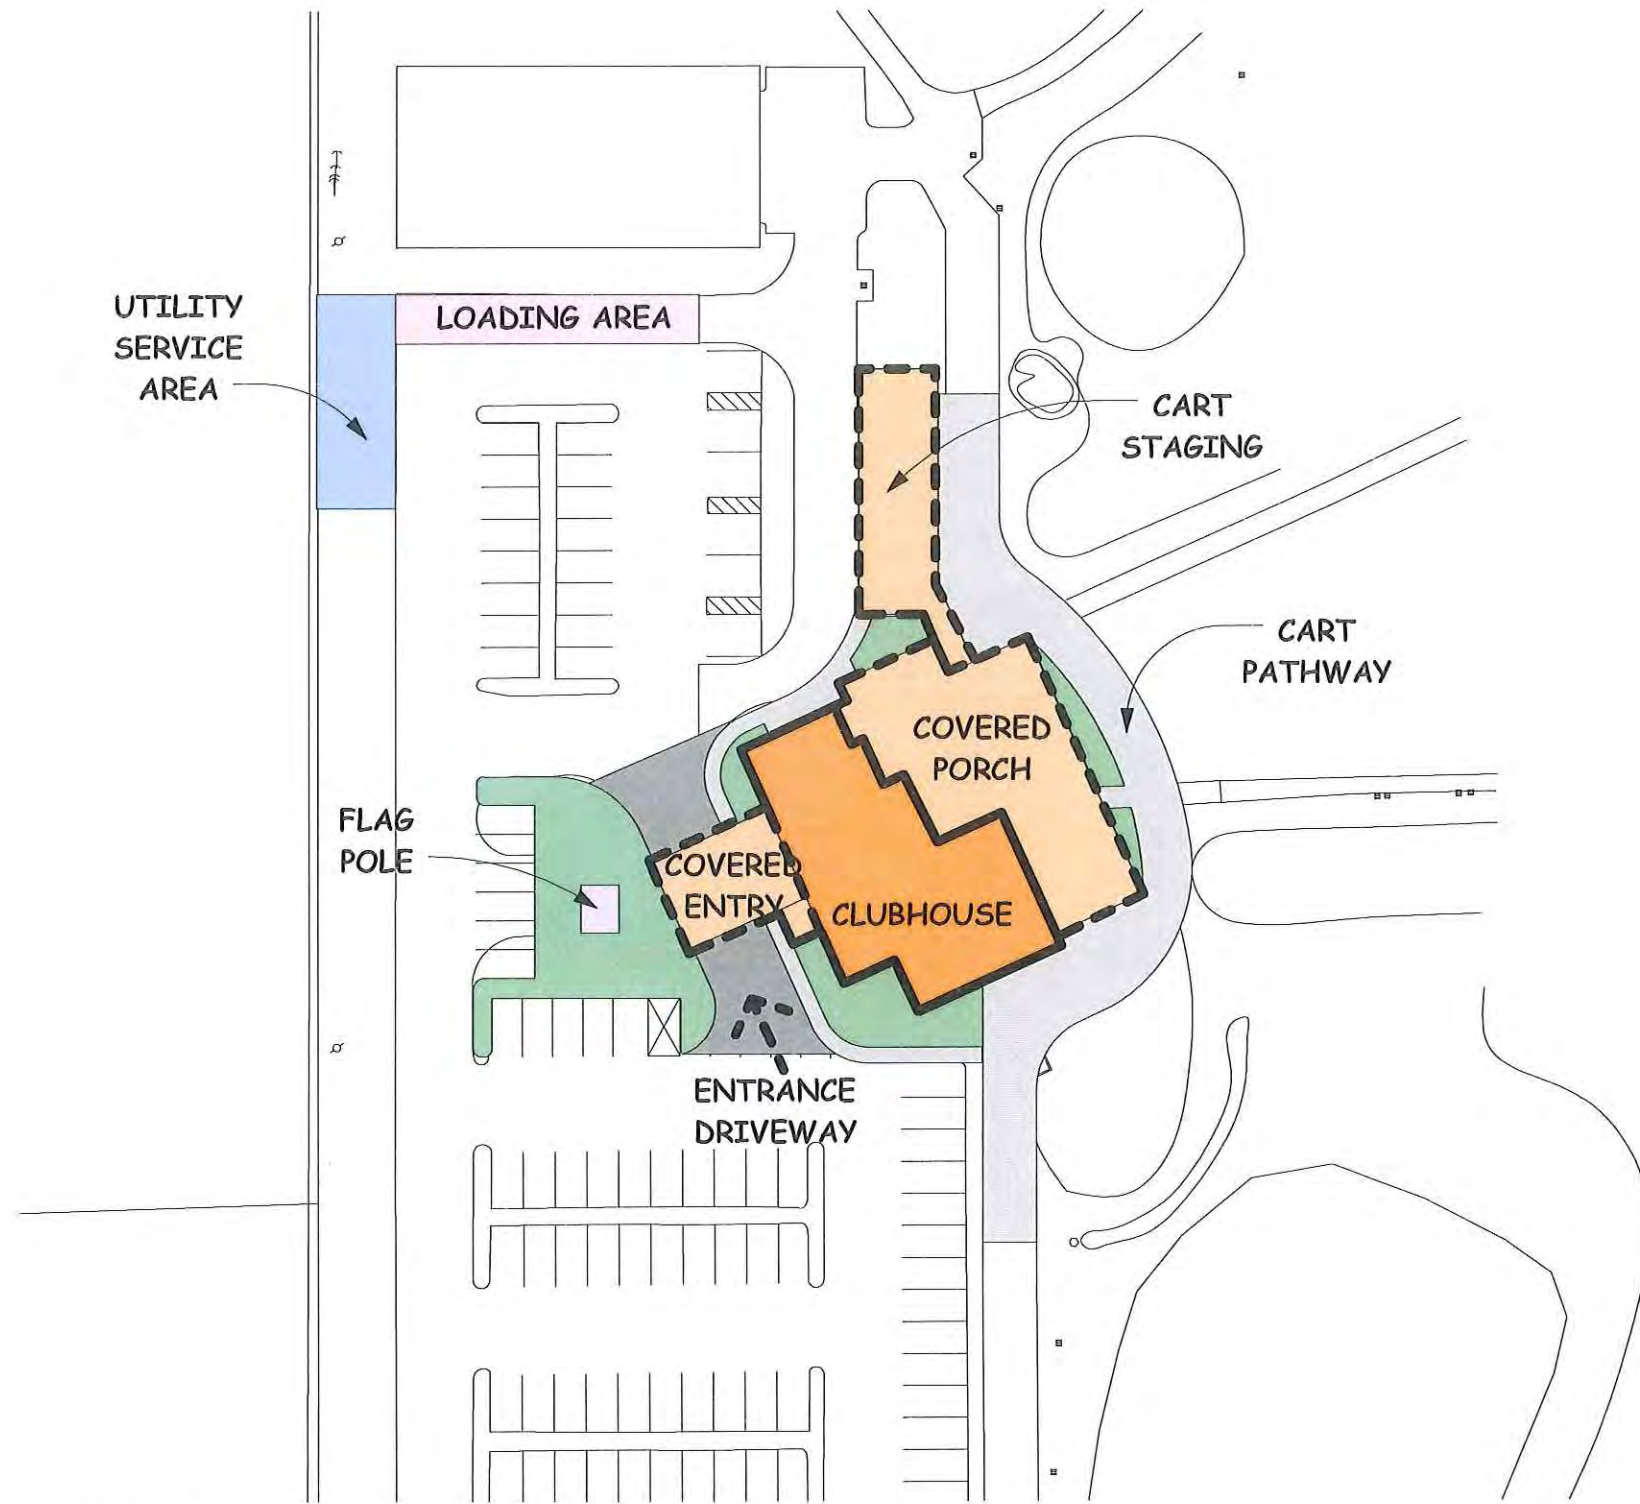 UTILITY
SERVICE
AREA
LOADING AREA
CART
STAGING
CART
PATHWAY
COVERED
PORCH
FLAG
POLE
COVERED
ENTRY
CLUBHOUSE
ENTRANCE
DRIVEWAY